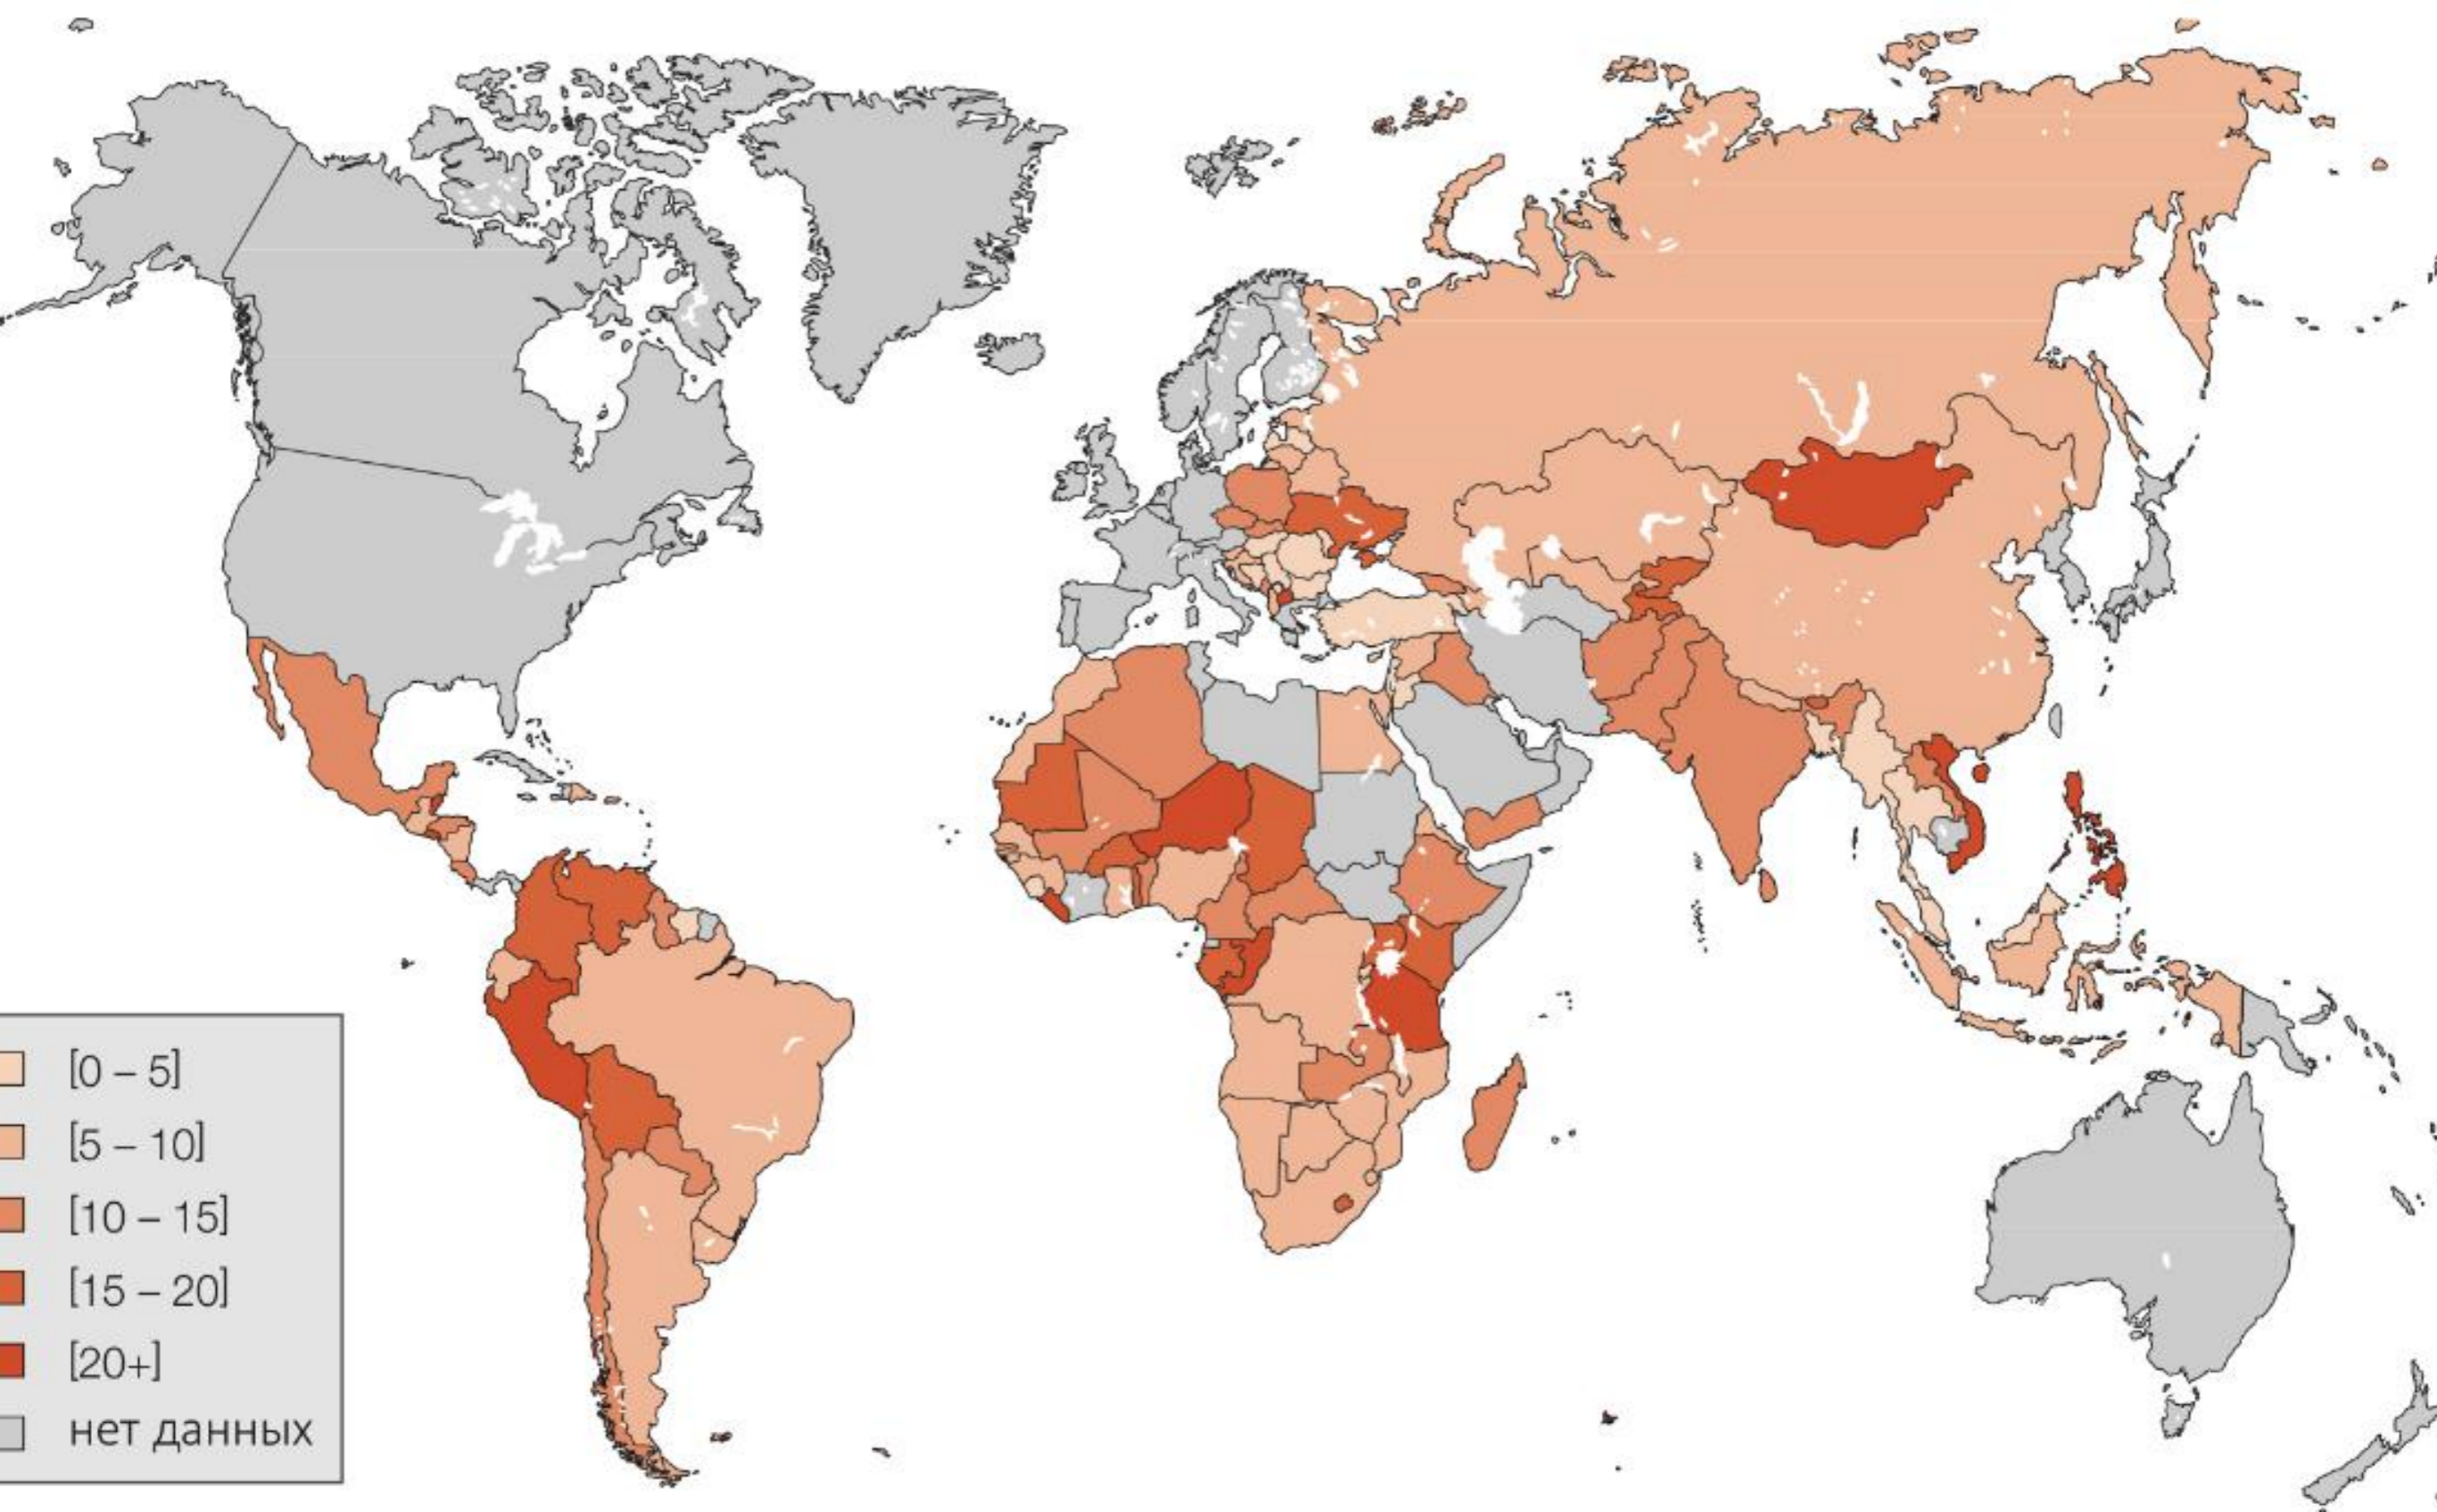 [0 – 5]
[5 – 10]
[10 – 15]
[15 – 20]
[20+]
нет данных